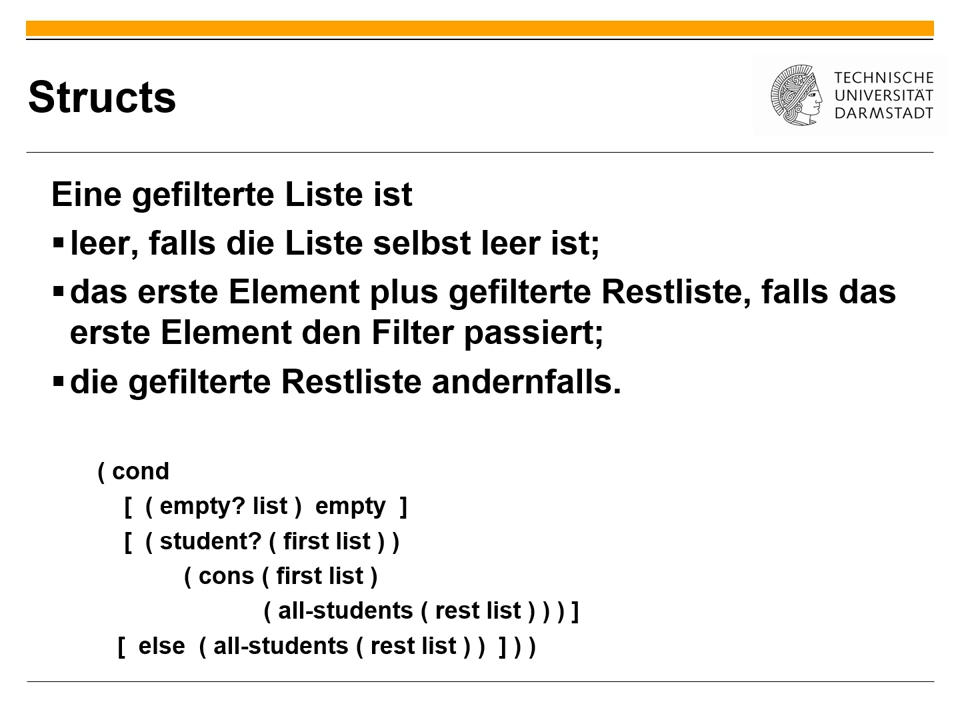 Structs
TECHNISCHE
UNIVERSITÄT
DARMSTADT
Eine gefilterte Liste ist
▪ leer, falls die Liste selbst leer ist;
▪ das erste Element plus gefilterte Restliste, falls das
erste Element den Filter passiert;
▪ die gefilterte Restliste andernfalls.
( cond
[ ( empty? list ) empty ]
[ ( student? ( first list ) )
( cons ( first list )
( all-students ( rest list ) ) ) ]
[ else ( all-students ( rest list ) ) ] ) )